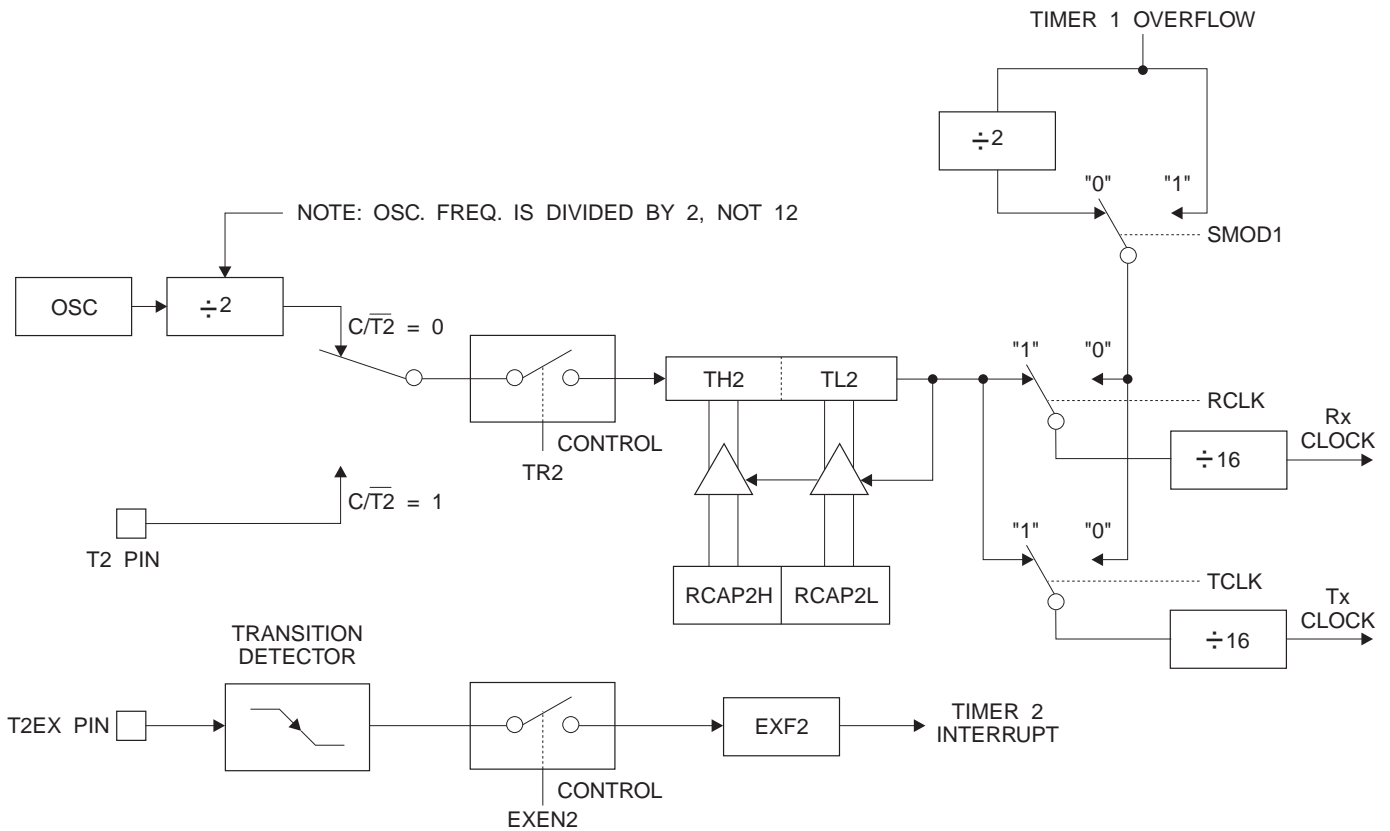 TIMER 1 OVERFLOW
÷2
"0" "1"
SMOD1
NOTE: OSC. FREQ. IS DIVIDED BY 2, NOT 12
OSC
÷2
C/T̅2̅ = 0
TH2
TL2
CONTROL
TR2
C/T̅2̅ = 1
T2 PIN
RCAP2H
RCAP2L
"1" "0"
RCLK
÷16
Rx
CLOCK
"1" "0"
TCLK
÷16
Tx
CLOCK
TRANSITION
DETECTOR
T2EX PIN
CONTROL
EXEN2
EXF2
TIMER 2
INTERRUPT